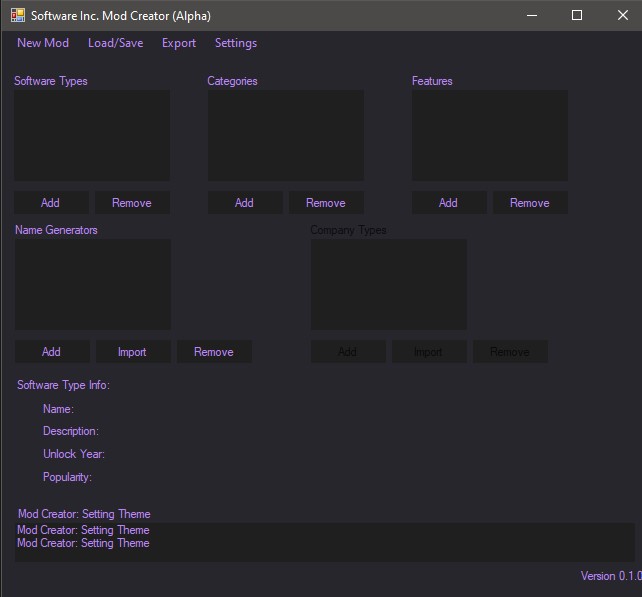 Software Inc. Mod Creator (Alpha)
New Mod Load/Save Export Settings
Software Types Categories Features
Add Remove Add Remove Add Remove
Name Generators Company Types
Add Import Remove Add Import Remove
Software Type Info:
Name:
Description:
Unlock Year:
Popularity:
Mod Creator: Setting Theme
Mod Creator: Setting Theme
Mod Creator: Setting Theme
Version 0.1.0